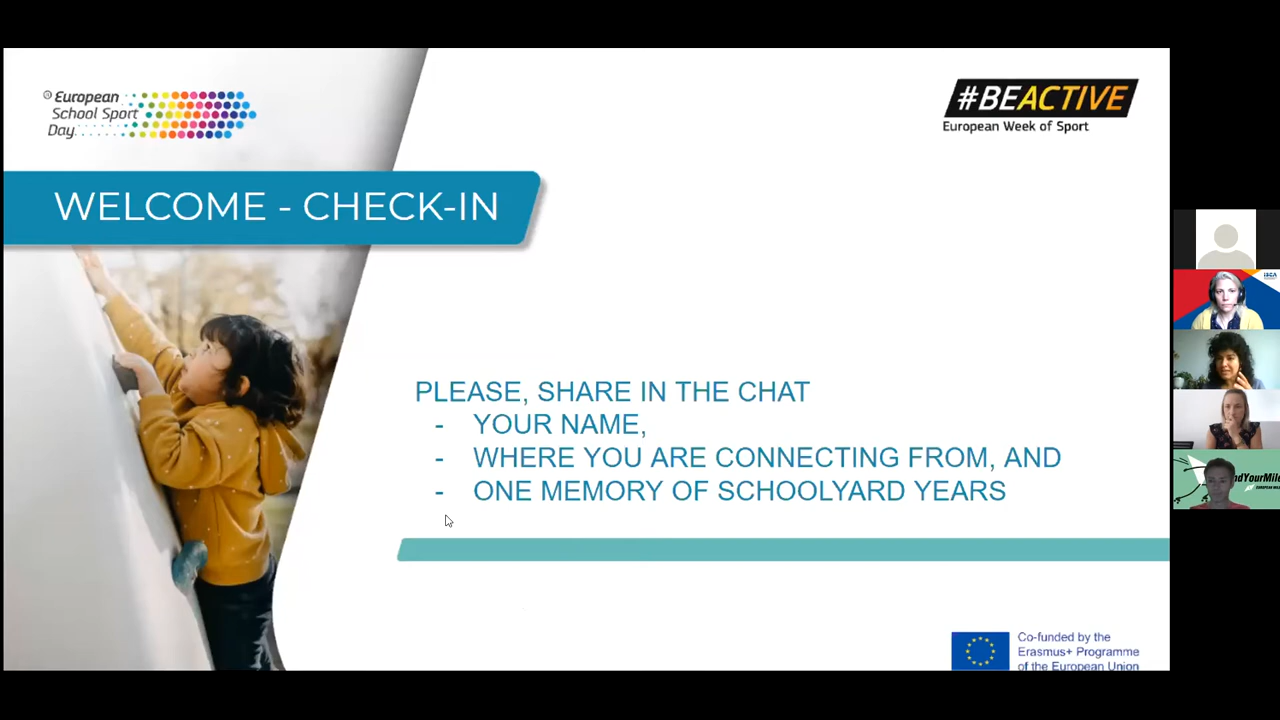 European
School Sport
Day
#BEACTIVE
European Week of Sport
WELCOME - CHECK-IN
PLEASE, SHARE IN THE CHAT
- YOUR NAME,
- WHERE YOU ARE CONNECTING FROM, AND
- ONE MEMORY OF SCHOOLYARD YEARS
Co-funded by the
Erasmus+ Programme
of the European Union